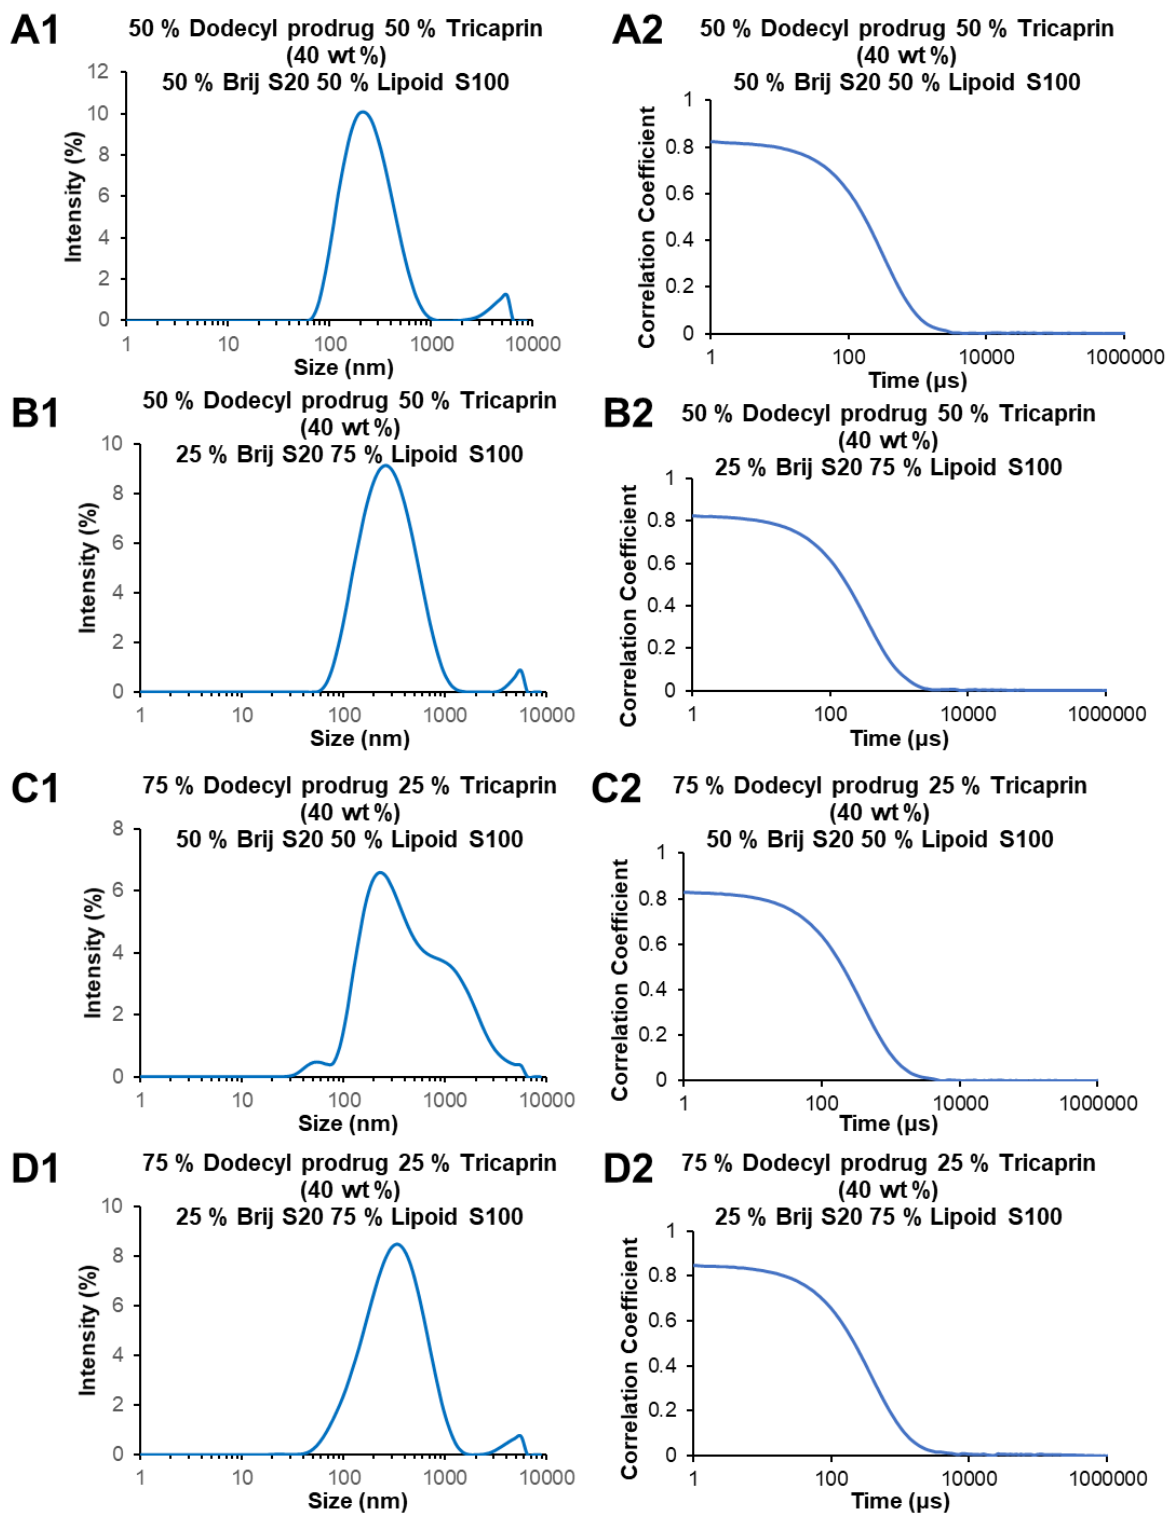 A1
50 % Dodecyl prodrug 50 % Tricaprin
(40 wt %)
50 % Brij S20 50 % Lipoid S100
Intensity (%)
12
10
8
6
4
2
0
1 10 100 1000 10000
Size (nm)
A2
50 % Dodecyl prodrug 50 % Tricaprin
(40 wt %)
50 % Brij S20 50 % Lipoid S100
Correlation Coefficient
1
0.8
0.6
0.4
0.2
0
1 100 10000 1000000
Time (µs)
B1
50 % Dodecyl prodrug 50 % Tricaprin
(40 wt %)
25 % Brij S20 75 % Lipoid S100
Intensity (%)
10
8
6
4
2
0
1 10 100 1000 10000
Size (nm)
B2
50 % Dodecyl prodrug 50 % Tricaprin
(40 wt %)
25 % Brij S20 75 % Lipoid S100
Correlation Coefficient
1
0.8
0.6
0.4
0.2
0
1 100 10000 1000000
Time (µs)
C1
75 % Dodecyl prodrug 25 % Tricaprin
(40 wt %)
50 % Brij S20 50 % Lipoid S100
Intensity (%)
8
6
4
2
0
1 10 100 1000 10000
Size (nm)
C2
75 % Dodecyl prodrug 25 % Tricaprin
(40 wt %)
50 % Brij S20 50 % Lipoid S100
Correlation Coefficient
1
0.8
0.6
0.4
0.2
0
1 100 10000 1000000
Time (µs)
D1
75 % Dodecyl prodrug 25 % Tricaprin
(40 wt %)
25 % Brij S20 75 % Lipoid S100
Intensity (%)
10
8
6
4
2
0
1 10 100 1000 10000
Size (nm)
D2
75 % Dodecyl prodrug 25 % Tricaprin
(40 wt %)
25 % Brij S20 75 % Lipoid S100
Correlation Coefficient
1
0.8
0.6
0.4
0.2
0
1 100 10000 1000000
Time (µs)